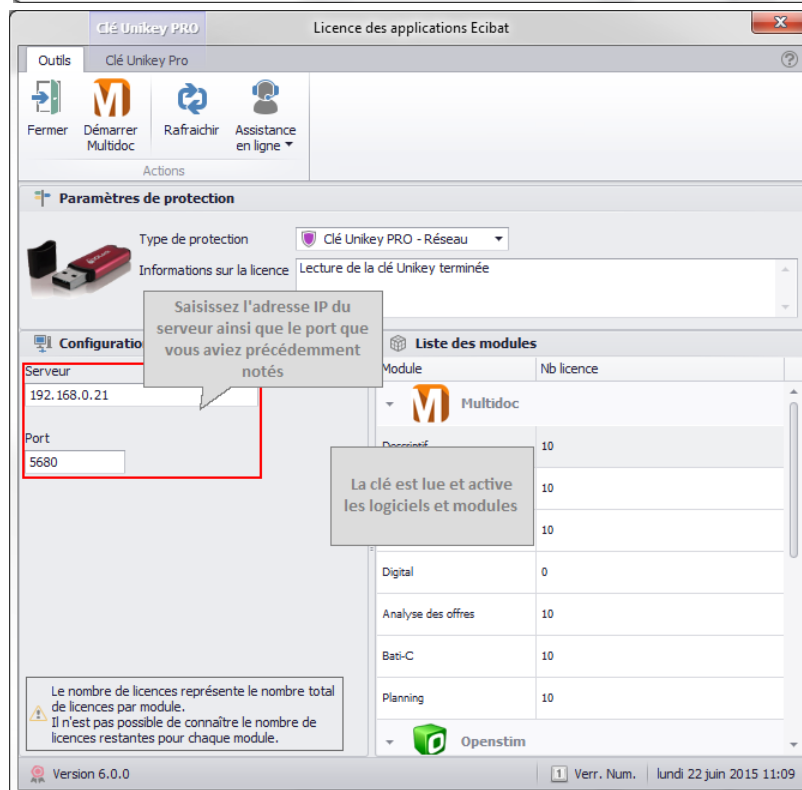 Clé Unikey PRO
Licence des applications Ecibat
Outils
Clé Unikey Pro
Fermer
Démarrer
Multidoc
Rafraichir
Assistance
en ligne
Actions
Paramètres de protection
Type de protection
Clé Unikey PRO - Réseau
Informations sur la licence
Lecture de la clé Unikey terminée
Saisissez l'adresse IP du
serveur ainsi que le port que
vous aviez précédemment
notés
Serveur
192.168.0.21
Port
5680
Liste des modules
Module
Nb licence
Multidoc
Descriptif
10
La clé est lue et active
les logiciels et modules
10
10
Digital
0
Analyse des offres
10
Bati-C
10
Planning
10
Openstim
Le nombre de licences représente le nombre total
de licences par module.
Il n'est pas possible de connaître le nombre de
licences restantes pour chaque module.
Version 6.0.0
1
Verr. Num.
lundi 22 juin 2015 11:09